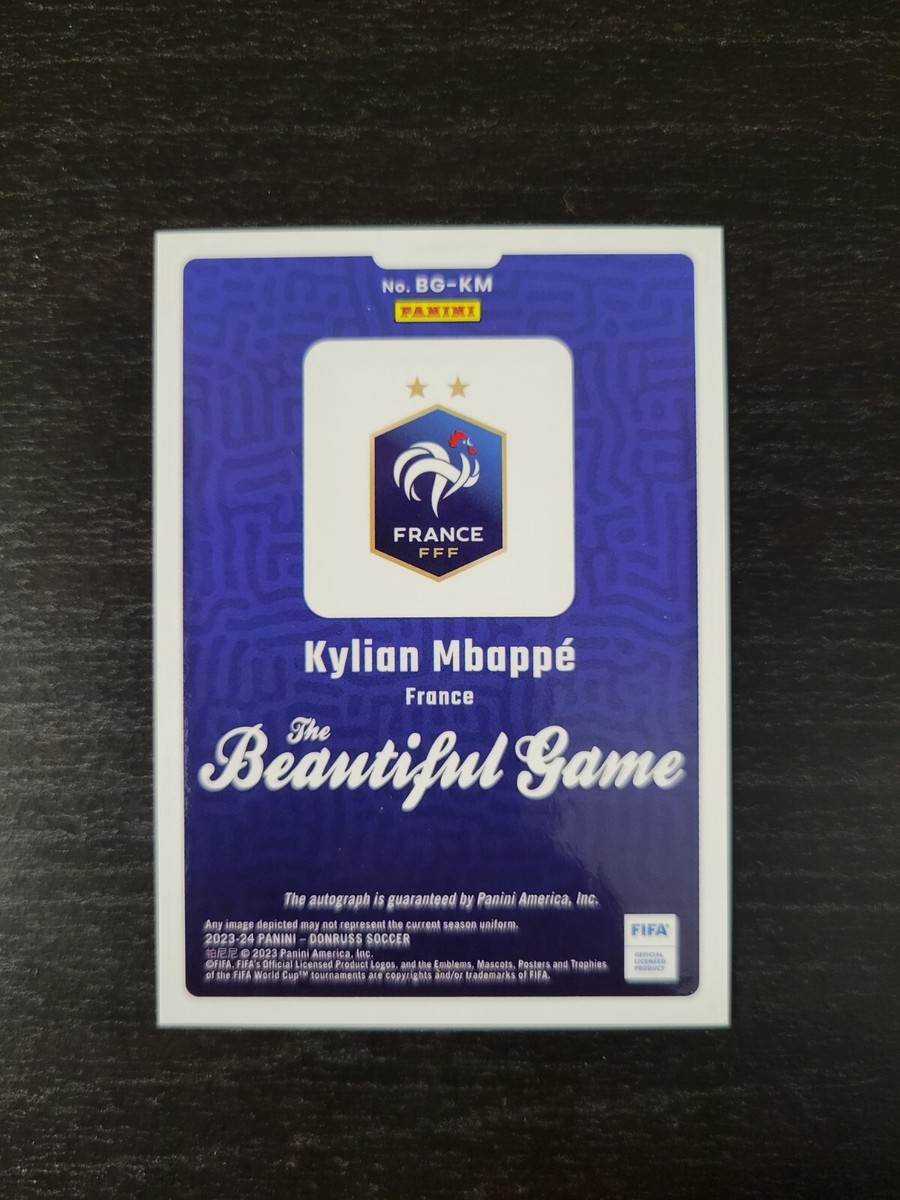 No. BG-KM
PANINI
FRANCE
FFF
Kylian Mbappé
France
The
Beautiful Game
The autograph is guaranteed by Panini America, Inc.
Any image depicted may not represent the current season uniform.
2023-24 PANINI – DONRUSS SOCCER
帕尼尼 © 2023 Panini America, Inc.
©FIFA, FIFA's Official Licensed Product Logos, and the Emblems, Mascots, Posters and Trophies
of the FIFA World Cup™ tournaments are copyrights and/or trademarks of FIFA.
FIFA®
OFFICIAL
LICENSED
PRODUCT